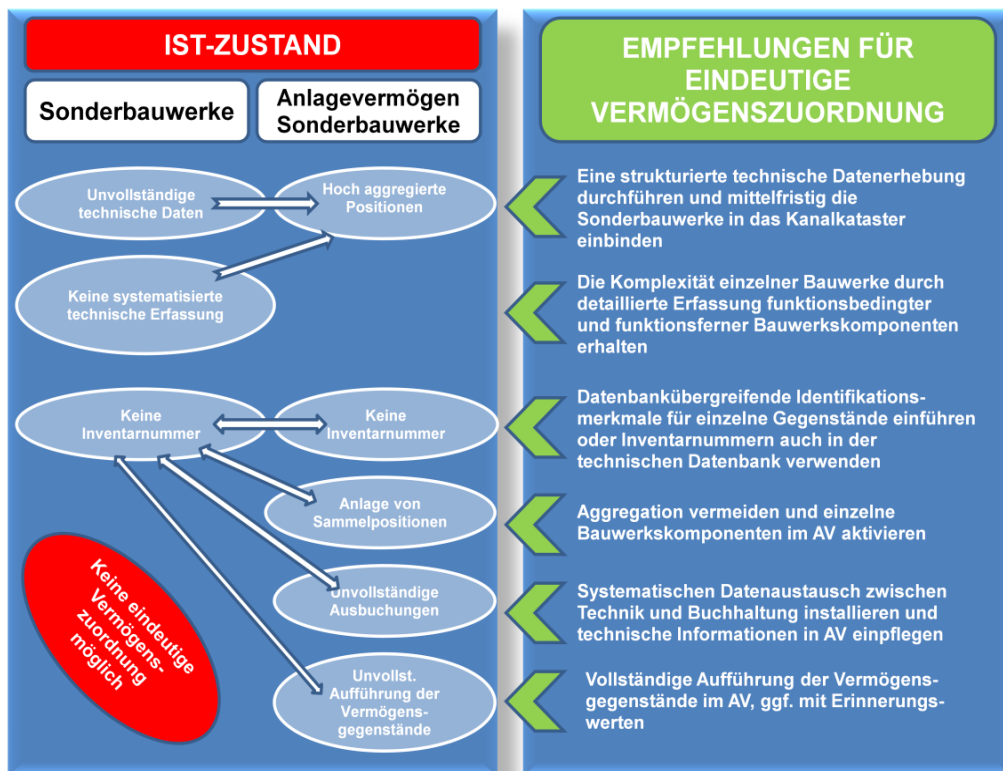 IST-ZUSTAND
Sonderbauwerke
Anlagevermögen
Sonderbauwerke
Unvollständige
technische Daten
Hoch aggregierte
Positionen
Keine systematisierte
technische Erfassung
Keine
Inventarnummer
Keine
Inventarnummer
Anlage von
Sammelpositionen
Unvollständige
Ausbuchungen
Unvollst.
Aufführung der
Vermögens-
gegenstände
Keine eindeutige
Vermögens-
zuordnung
möglich
EMPFEHLUNGEN FÜR
EINDEUTIGE
VERMÖGENSZUORDNUNG
Eine strukturierte technische Datenerhebung
durchführen und mittelfristig die
Sonderbauwerke in das Kanalkataster
einbinden
Die Komplexität einzelner Bauwerke durch
detaillierte Erfassung funktionsbedingter
und funktionsferner Bauwerkskomponenten
erhalten
Datenbankübergreifende Identifikations-
merkmale für einzelne Gegenstände einführen
oder Inventarnummern auch in der
technischen Datenbank verwenden
Aggregation vermeiden und einzelne
Bauwerkskomponenten im AV aktivieren
Systematischen Datenaustausch zwischen
Technik und Buchhaltung installieren und
technische Informationen in AV einpflegen
Vollständige Aufführung der Vermögens-
gegenstände im AV, ggf. mit Erinnerungs-
werten